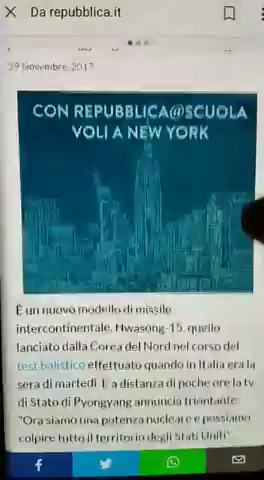 Da repubblica.it
29 Novembre 2017
CON REPUBBLICA@SCUOLA
VOLI A NEW YORK
È un nuovo modello di missile
intercontinentale, Hwasong-15, quello
lanciato dalla Corea del Nord nel corso del
test balistico effettuato quando in Italia era la
sera di martedì. E a distanza di poche ore la tv
di Stato di Pyongyang annuncia trionfante:
"Ora siamo una potenza nucleare e possiamo
colpire tutto il territorio degli Stati Uniti".